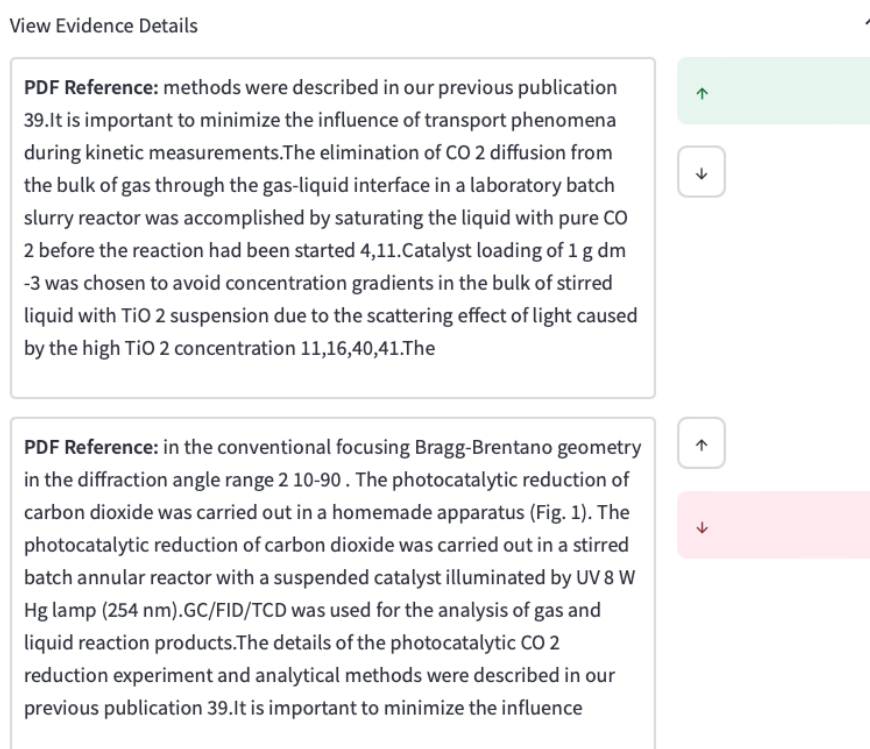 View Evidence Details
PDF Reference: methods were described in our previous publication
39.It is important to minimize the influence of transport phenomena
during kinetic measurements.The elimination of CO 2 diffusion from
the bulk of gas through the gas-liquid interface in a laboratory batch
slurry reactor was accomplished by saturating the liquid with pure CO
2 before the reaction had been started 4,11.Catalyst loading of 1 g dm
-3 was chosen to avoid concentration gradients in the bulk of stirred
liquid with TiO 2 suspension due to the scattering effect of light caused
by the high TiO 2 concentration 11,16,40,41.The
PDF Reference: in the conventional focusing Bragg-Brentano geometry
in the diffraction angle range 2 10-90 . The photocatalytic reduction of
carbon dioxide was carried out in a homemade apparatus (Fig. 1). The
photocatalytic reduction of carbon dioxide was carried out in a stirred
batch annular reactor with a suspended catalyst illuminated by UV 8 W
Hg lamp (254 nm).GC/FID/TCD was used for the analysis of gas and
liquid reaction products.The details of the photocatalytic CO 2
reduction experiment and analytical methods were described in our
previous publication 39.It is important to minimize the influence